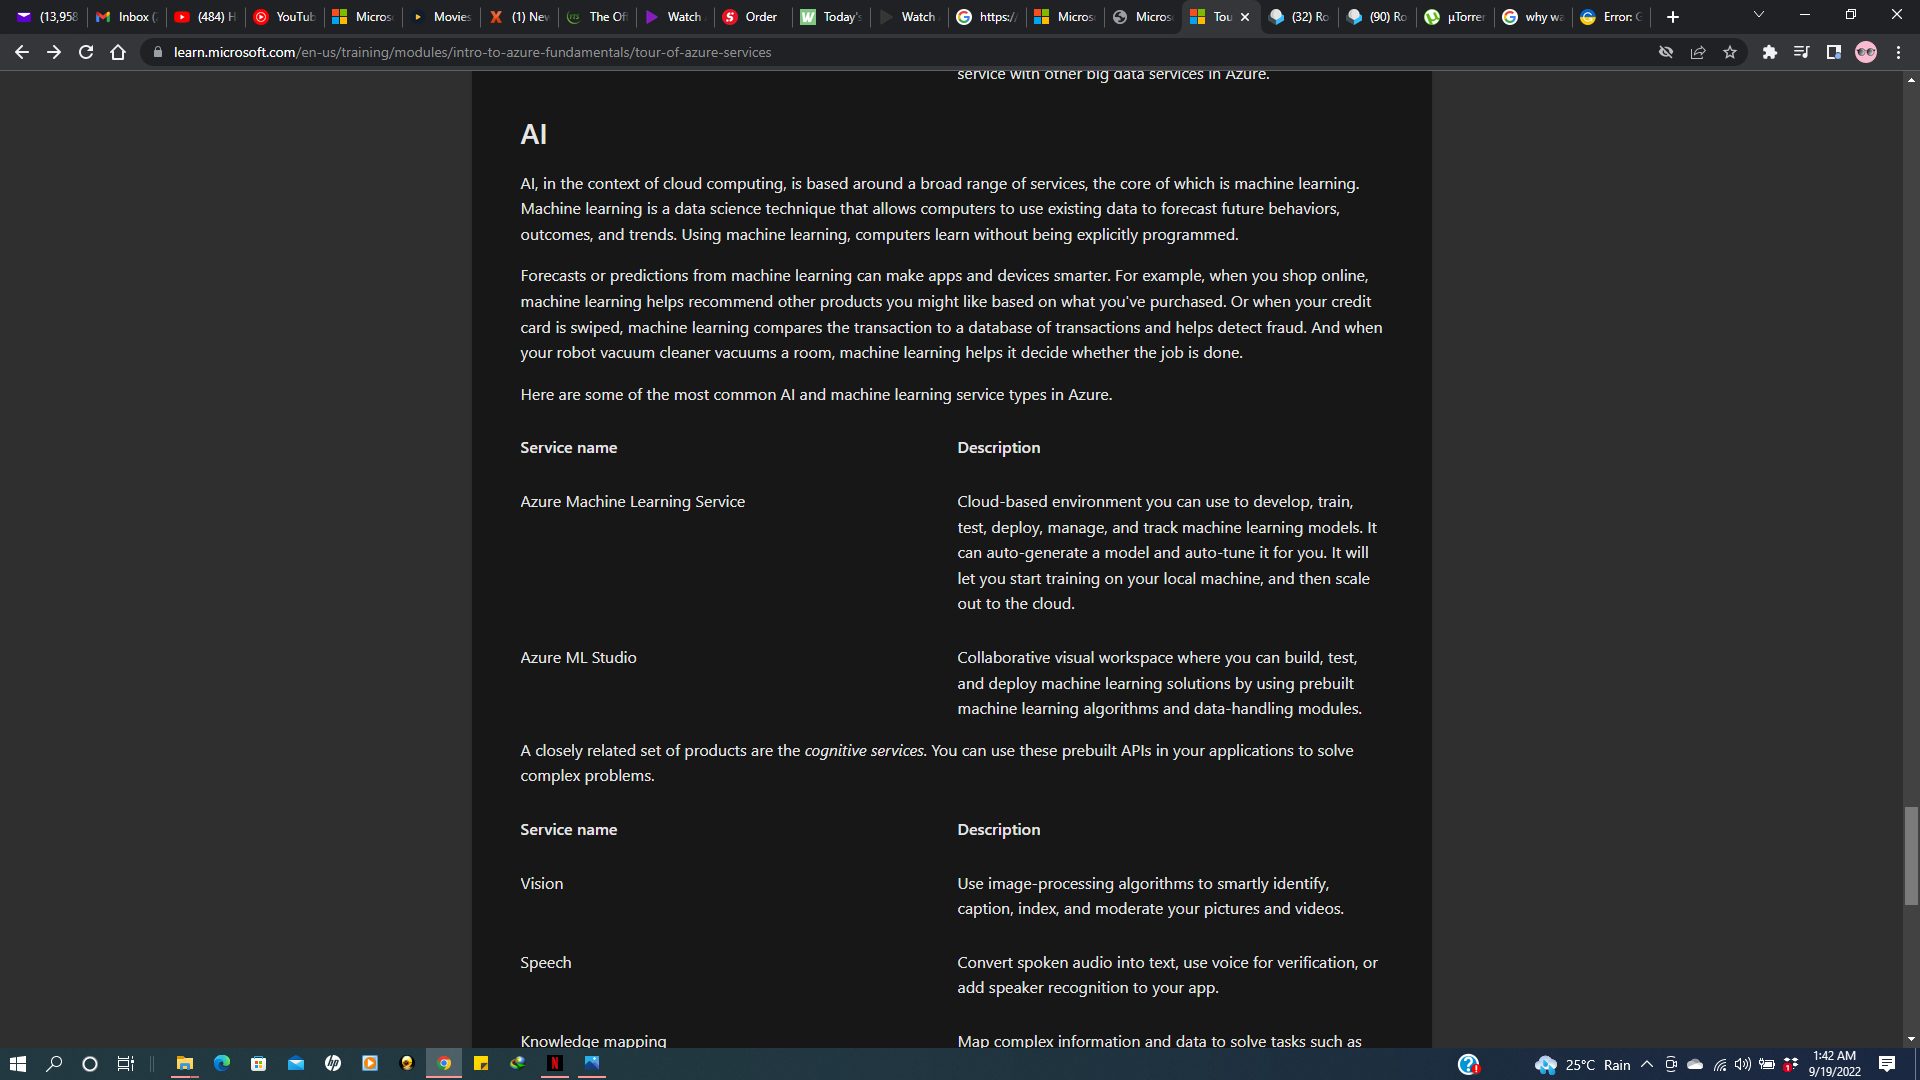 (13,958
Inbox (
(484) H
YouTub
Micros
Movies
(1) Nev
The Off
Watch
Order
Today's
Watch
https:/
Micros
Micros
Tou
(32) Ro
(90) Ro
µTorrer
why wa
Error: G
learn.microsoft.com/en-us/training/modules/intro-to-azure-fundamentals/tour-of-azure-services
service with other big data services in Azure.
AI
AI, in the context of cloud computing, is based around a broad range of services, the core of which is machine learning.
Machine learning is a data science technique that allows computers to use existing data to forecast future behaviors,
outcomes, and trends. Using machine learning, computers learn without being explicitly programmed.
Forecasts or predictions from machine learning can make apps and devices smarter. For example, when you shop online,
machine learning helps recommend other products you might like based on what you've purchased. Or when your credit
card is swiped, machine learning compares the transaction to a database of transactions and helps detect fraud. And when
your robot vacuum cleaner vacuums a room, machine learning helps it decide whether the job is done.
Here are some of the most common AI and machine learning service types in Azure.
Service name
Description
Azure Machine Learning Service
Cloud-based environment you can use to develop, train,
test, deploy, manage, and track machine learning models. It
can auto-generate a model and auto-tune it for you. It will
let you start training on your local machine, and then scale
out to the cloud.
Azure ML Studio
Collaborative visual workspace where you can build, test,
and deploy machine learning solutions by using prebuilt
machine learning algorithms and data-handling modules.
A closely related set of products are the cognitive services. You can use these prebuilt APIs in your applications to solve
complex problems.
Service name
Description
Vision
Use image-processing algorithms to smartly identify,
caption, index, and moderate your pictures and videos.
Speech
Convert spoken audio into text, use voice for verification, or
add speaker recognition to your app.
Knowledge mapping
Map complex information and data to solve tasks such as
25°C Rain
1:42 AM
9/19/2022